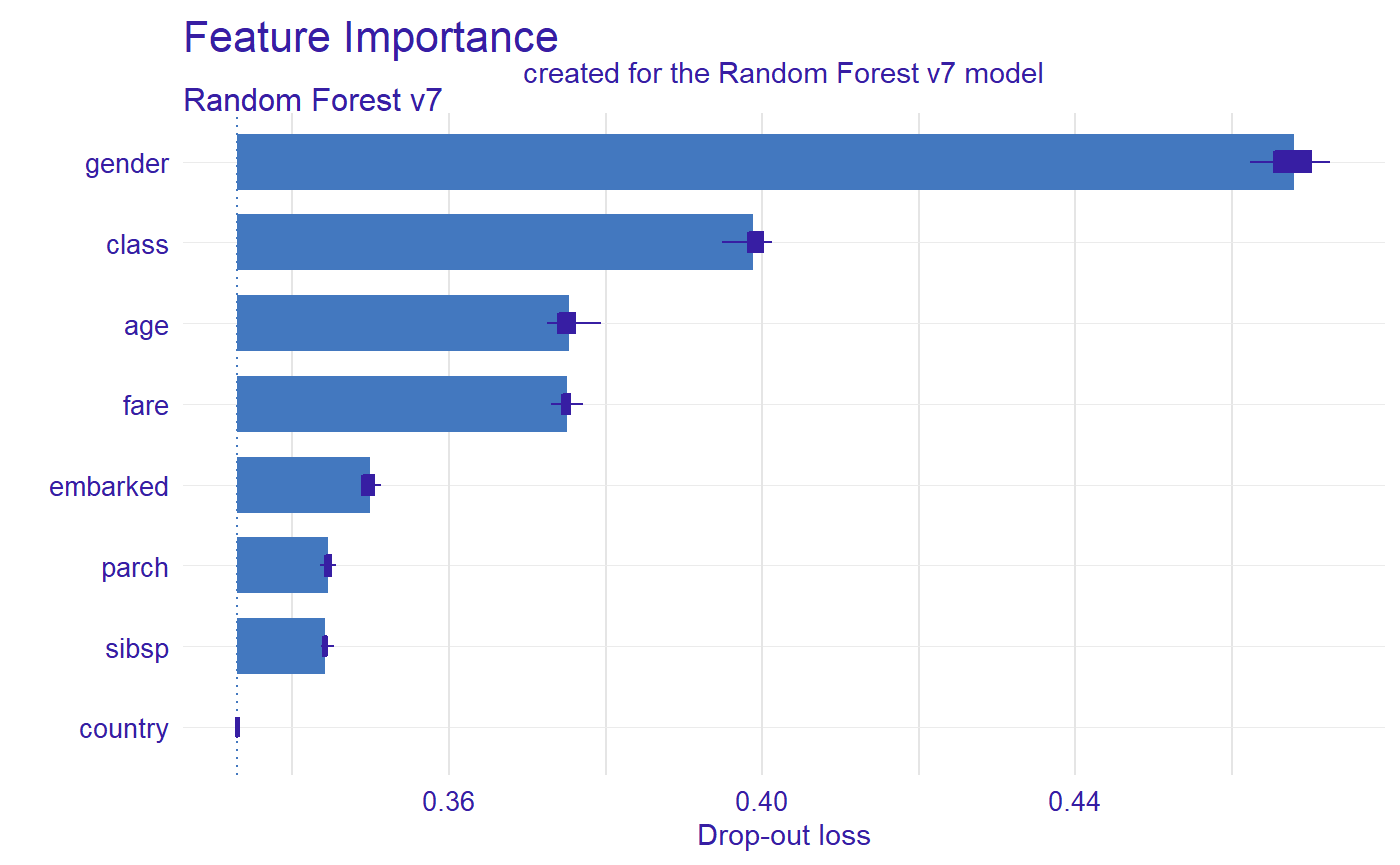 Feature Importance
created for the Random Forest v7 model
Random Forest v7
gender
class
age
fare
embarked
parch
sibsp
country
0.36 0.40 0.44
Drop-out loss